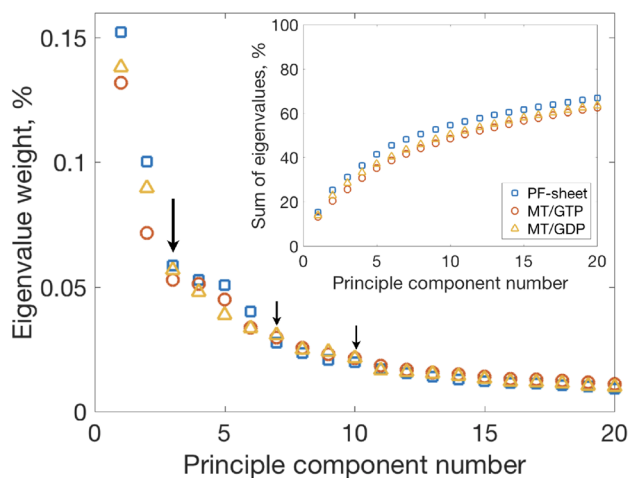 Eigenvalue weight, %
0.15
0.1
0.05
0
0
5
10
15
20
Principle component number
Sum of eigenvalues, %
100
80
60
40
20
0
0
5
10
15
20
Principle component number
PF-sheet
MT/GTP
MT/GDP